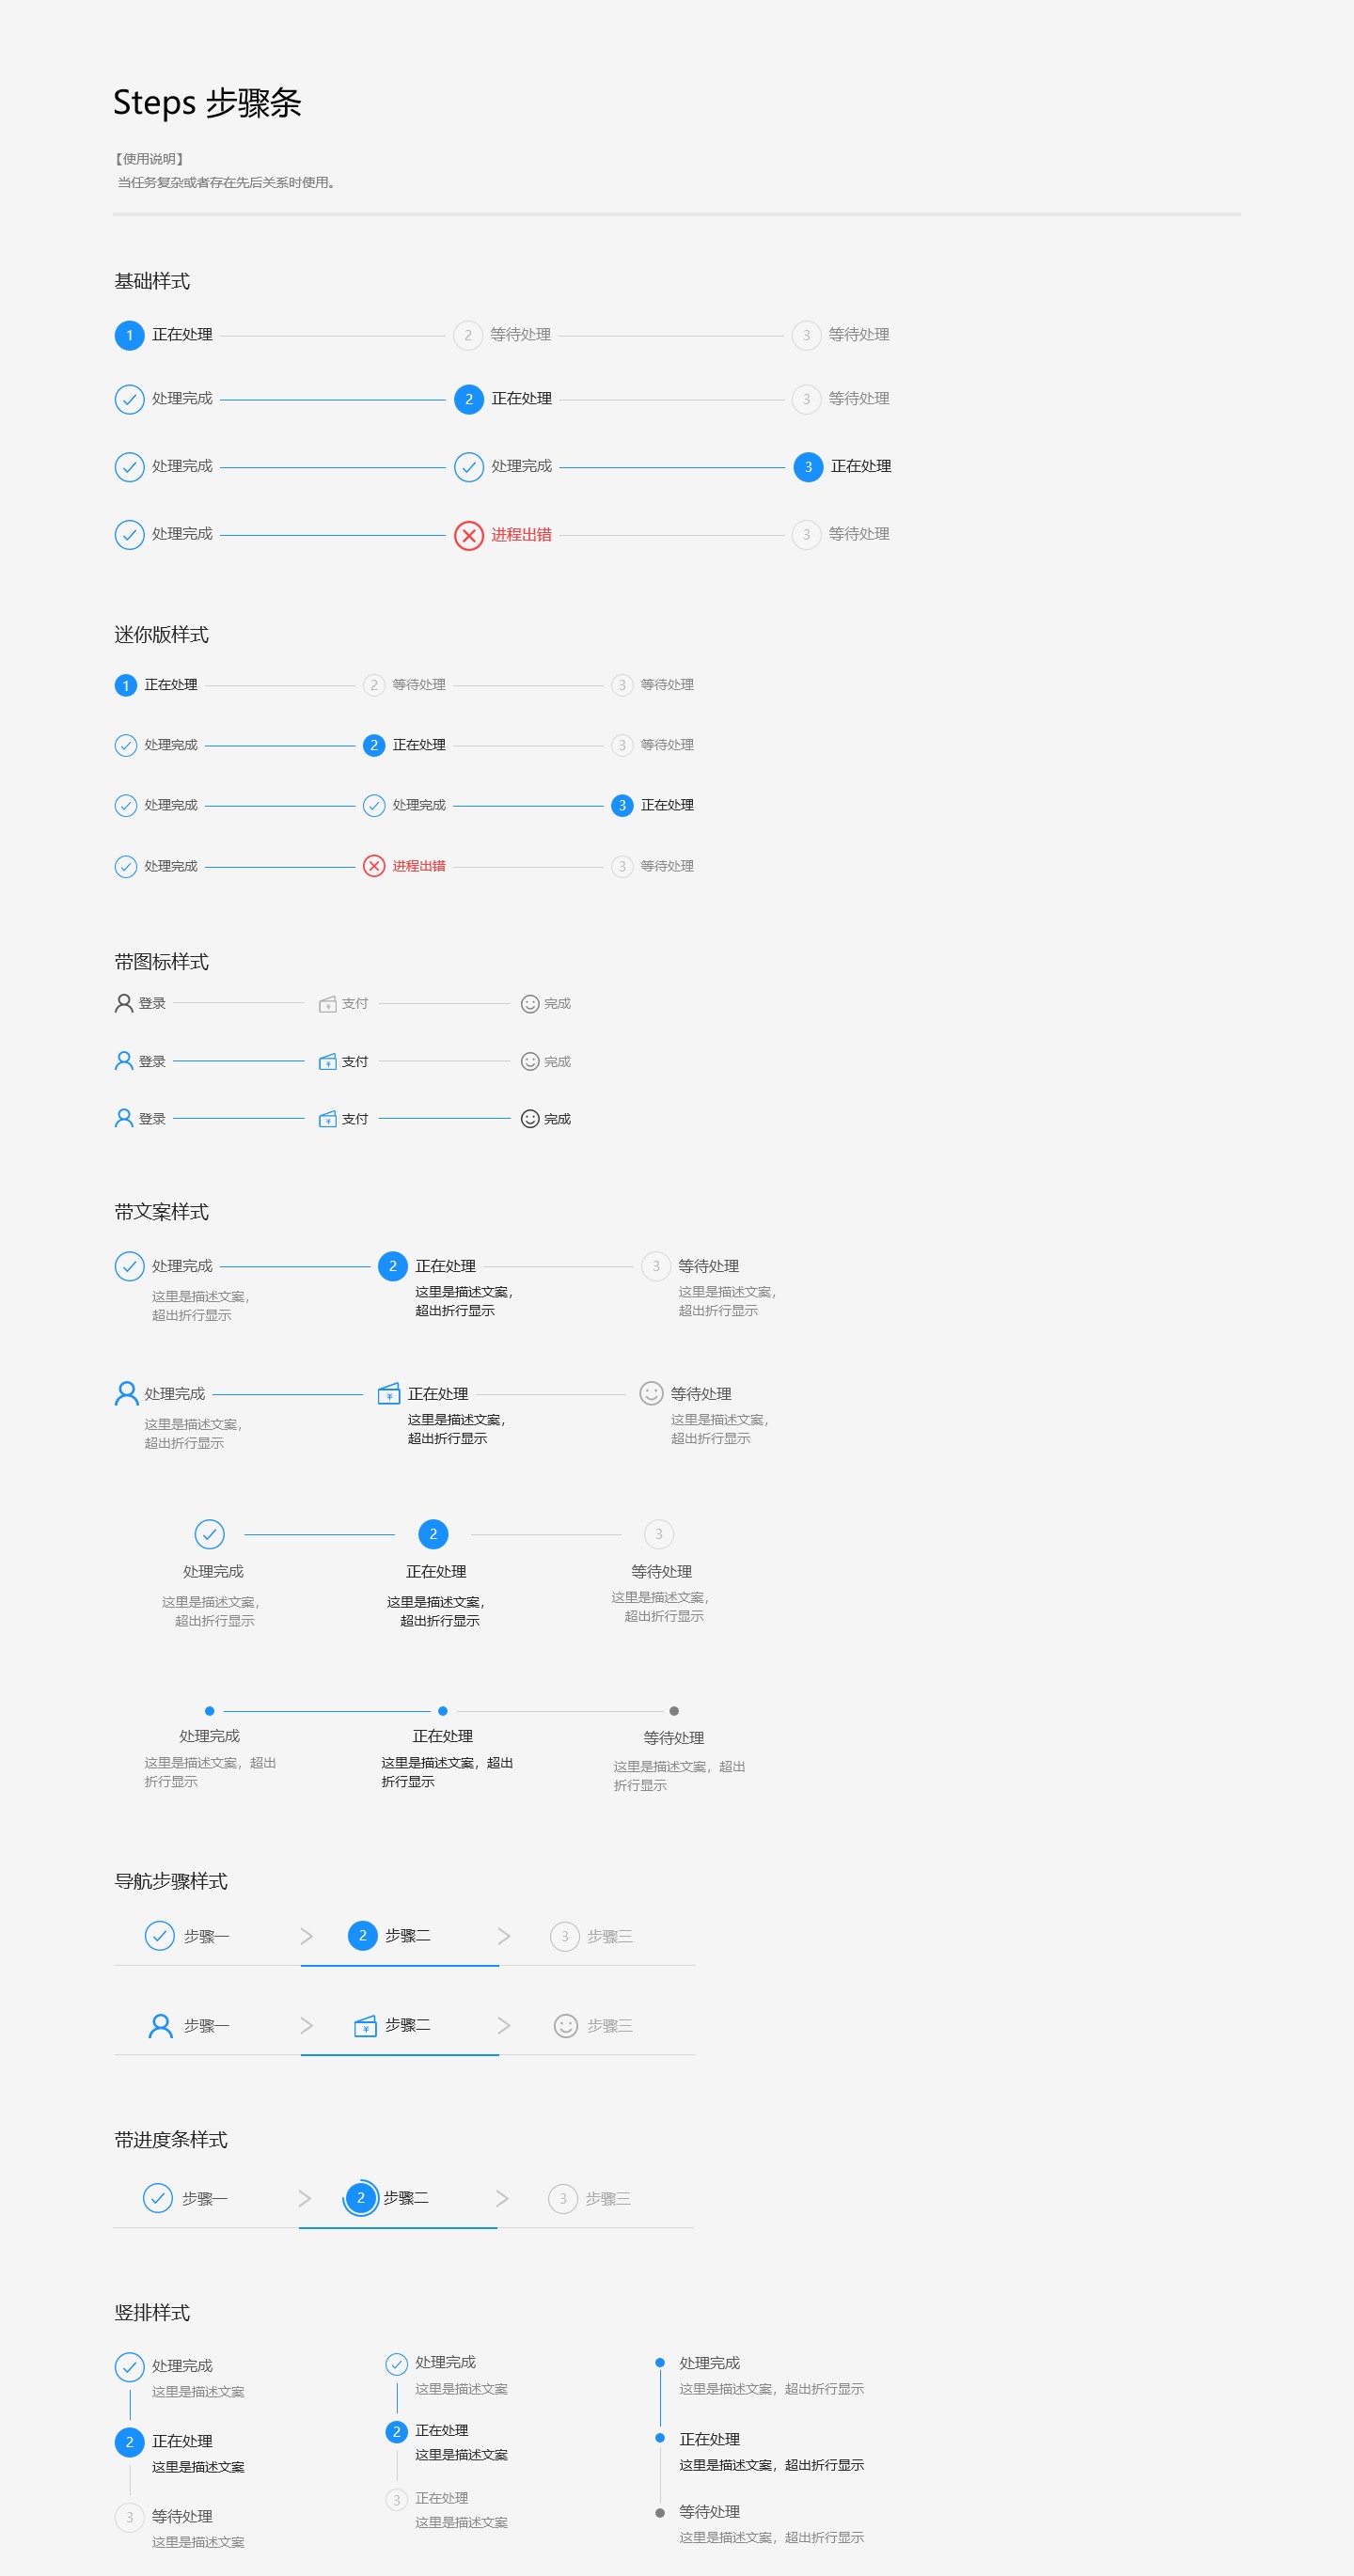 Steps 步骤条
【使用说明】
当任务复杂或者存在先后关系时使用。
基础样式
1 正在处理 2 等待处理 3 等待处理
处理完成 2 正在处理 3 等待处理
处理完成 处理完成 3 正在处理
处理完成 进程出错 3 等待处理
迷你版样式
1 正在处理 2 等待处理 3 等待处理
处理完成 2 正在处理 3 等待处理
处理完成 处理完成 3 正在处理
处理完成 进程出错 3 等待处理
带图标样式
登录 ¥ 支付 完成
登录 ¥ 支付 完成
登录 ¥ 支付 完成
带文案样式
处理完成 2 正在处理 3 等待处理
这里是描述文案， 这里是描述文案， 这里是描述文案，
超出折行显示 超出折行显示 超出折行显示
处理完成 ¥ 正在处理 等待处理
这里是描述文案， 这里是描述文案， 这里是描述文案，
超出折行显示 超出折行显示 超出折行显示
2 3
处理完成 正在处理 等待处理
这里是描述文案， 这里是描述文案， 这里是描述文案，
超出折行显示 超出折行显示 超出折行显示
处理完成 正在处理 等待处理
这里是描述文案，超出 这里是描述文案，超出 这里是描述文案，超出
折行显示 折行显示 折行显示
导航步骤样式
步骤一 2 步骤二 3 步骤三
步骤一 ¥ 步骤二 步骤三
带进度条样式
步骤一 2 步骤二 3 步骤三
竖排样式
处理完成 处理完成 处理完成
这里是描述文案 这里是描述文案 这里是描述文案，超出折行显示
2 正在处理 2 正在处理 正在处理
这里是描述文案 这里是描述文案 这里是描述文案，超出折行显示
3 等待处理 3 正在处理 等待处理
这里是描述文案 这里是描述文案 这里是描述文案，超出折行显示